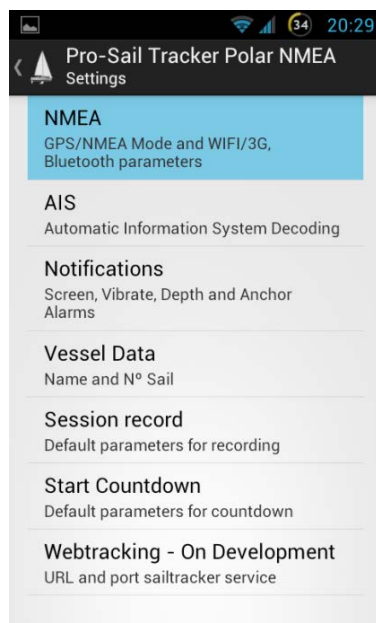 34 20:29
Pro-Sail Tracker Polar NMEA
Settings
NMEA
GPS/NMEA Mode and WIFI/3G,
Bluetooth parameters
AIS
Automatic Information System Decoding
Notifications
Screen, Vibrate, Depth and Anchor
Alarms
Vessel Data
Name and Nº Sail
Session record
Default parameters for recording
Start Countdown
Default parameters for countdown
Webtracking - On Development
URL and port sailtracker service